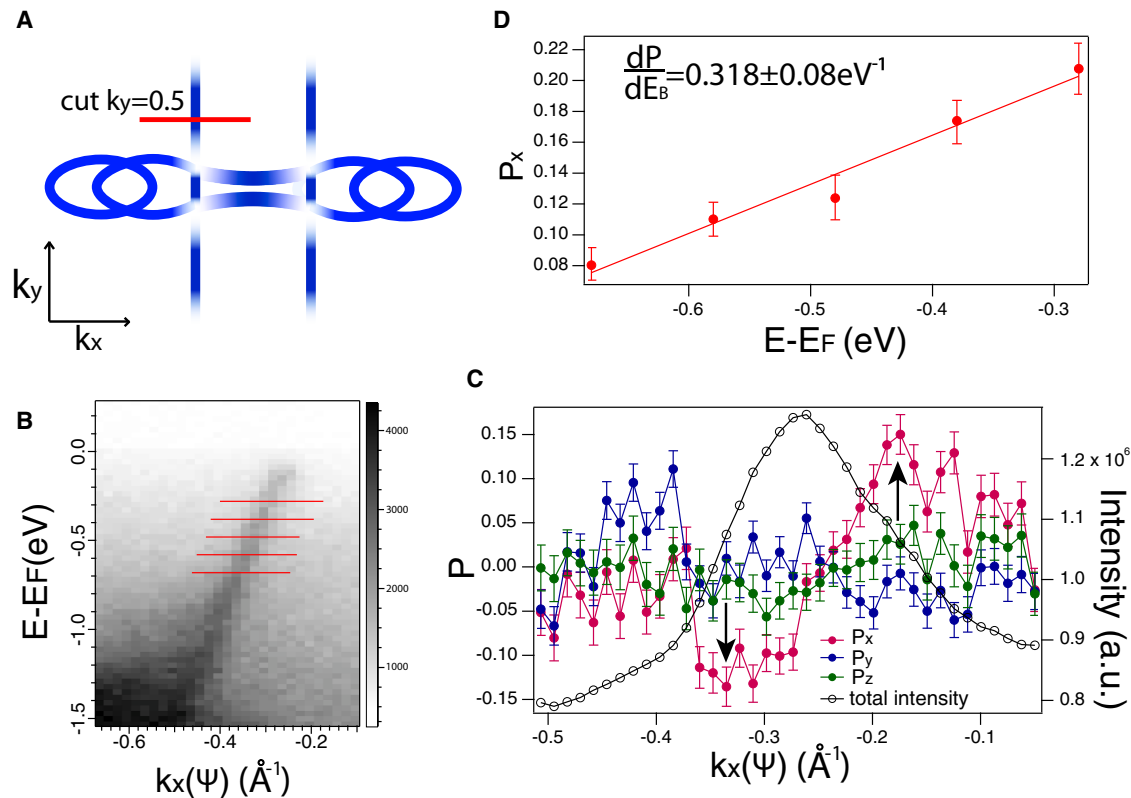 A
cut ky=0.5
ky
kx
B
E-EF(eV)
0.0
-0.5
-1.0
-1.5
-0.6
-0.4
-0.2
kx(Ψ) (Å-1)
4000
3000
2000
1000
D
dP
dEB
=0.318±0.08eV-1
Px
0.22
0.20
0.18
0.16
0.14
0.12
0.10
0.08
-0.6
-0.5
-0.4
-0.3
E-EF (eV)
C
P
0.15
0.10
0.05
0.00
-0.05
-0.10
-0.15
-0.5
-0.4
-0.3
-0.2
-0.1
kx(Ψ) (Å-1)
Px
Py
Pz
total intensity
1.2 x 10⁶
1.1
1.0
0.9
0.8
Intensity (a.u.)